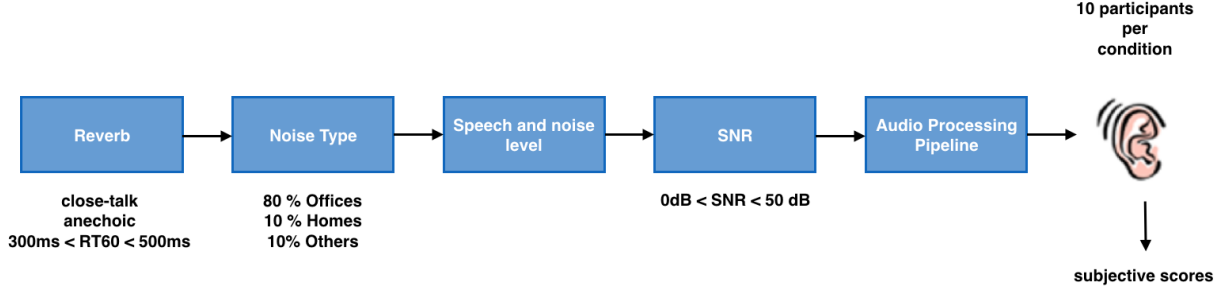 10 participants
per
condition
Reverb
Noise Type
Speech and noise
level
SNR
Audio Processing
Pipeline
close-talk
anechoic
300ms < RT60 < 500ms
80 % Offices
10 % Homes
10% Others
0dB < SNR < 50 dB
subjective scores